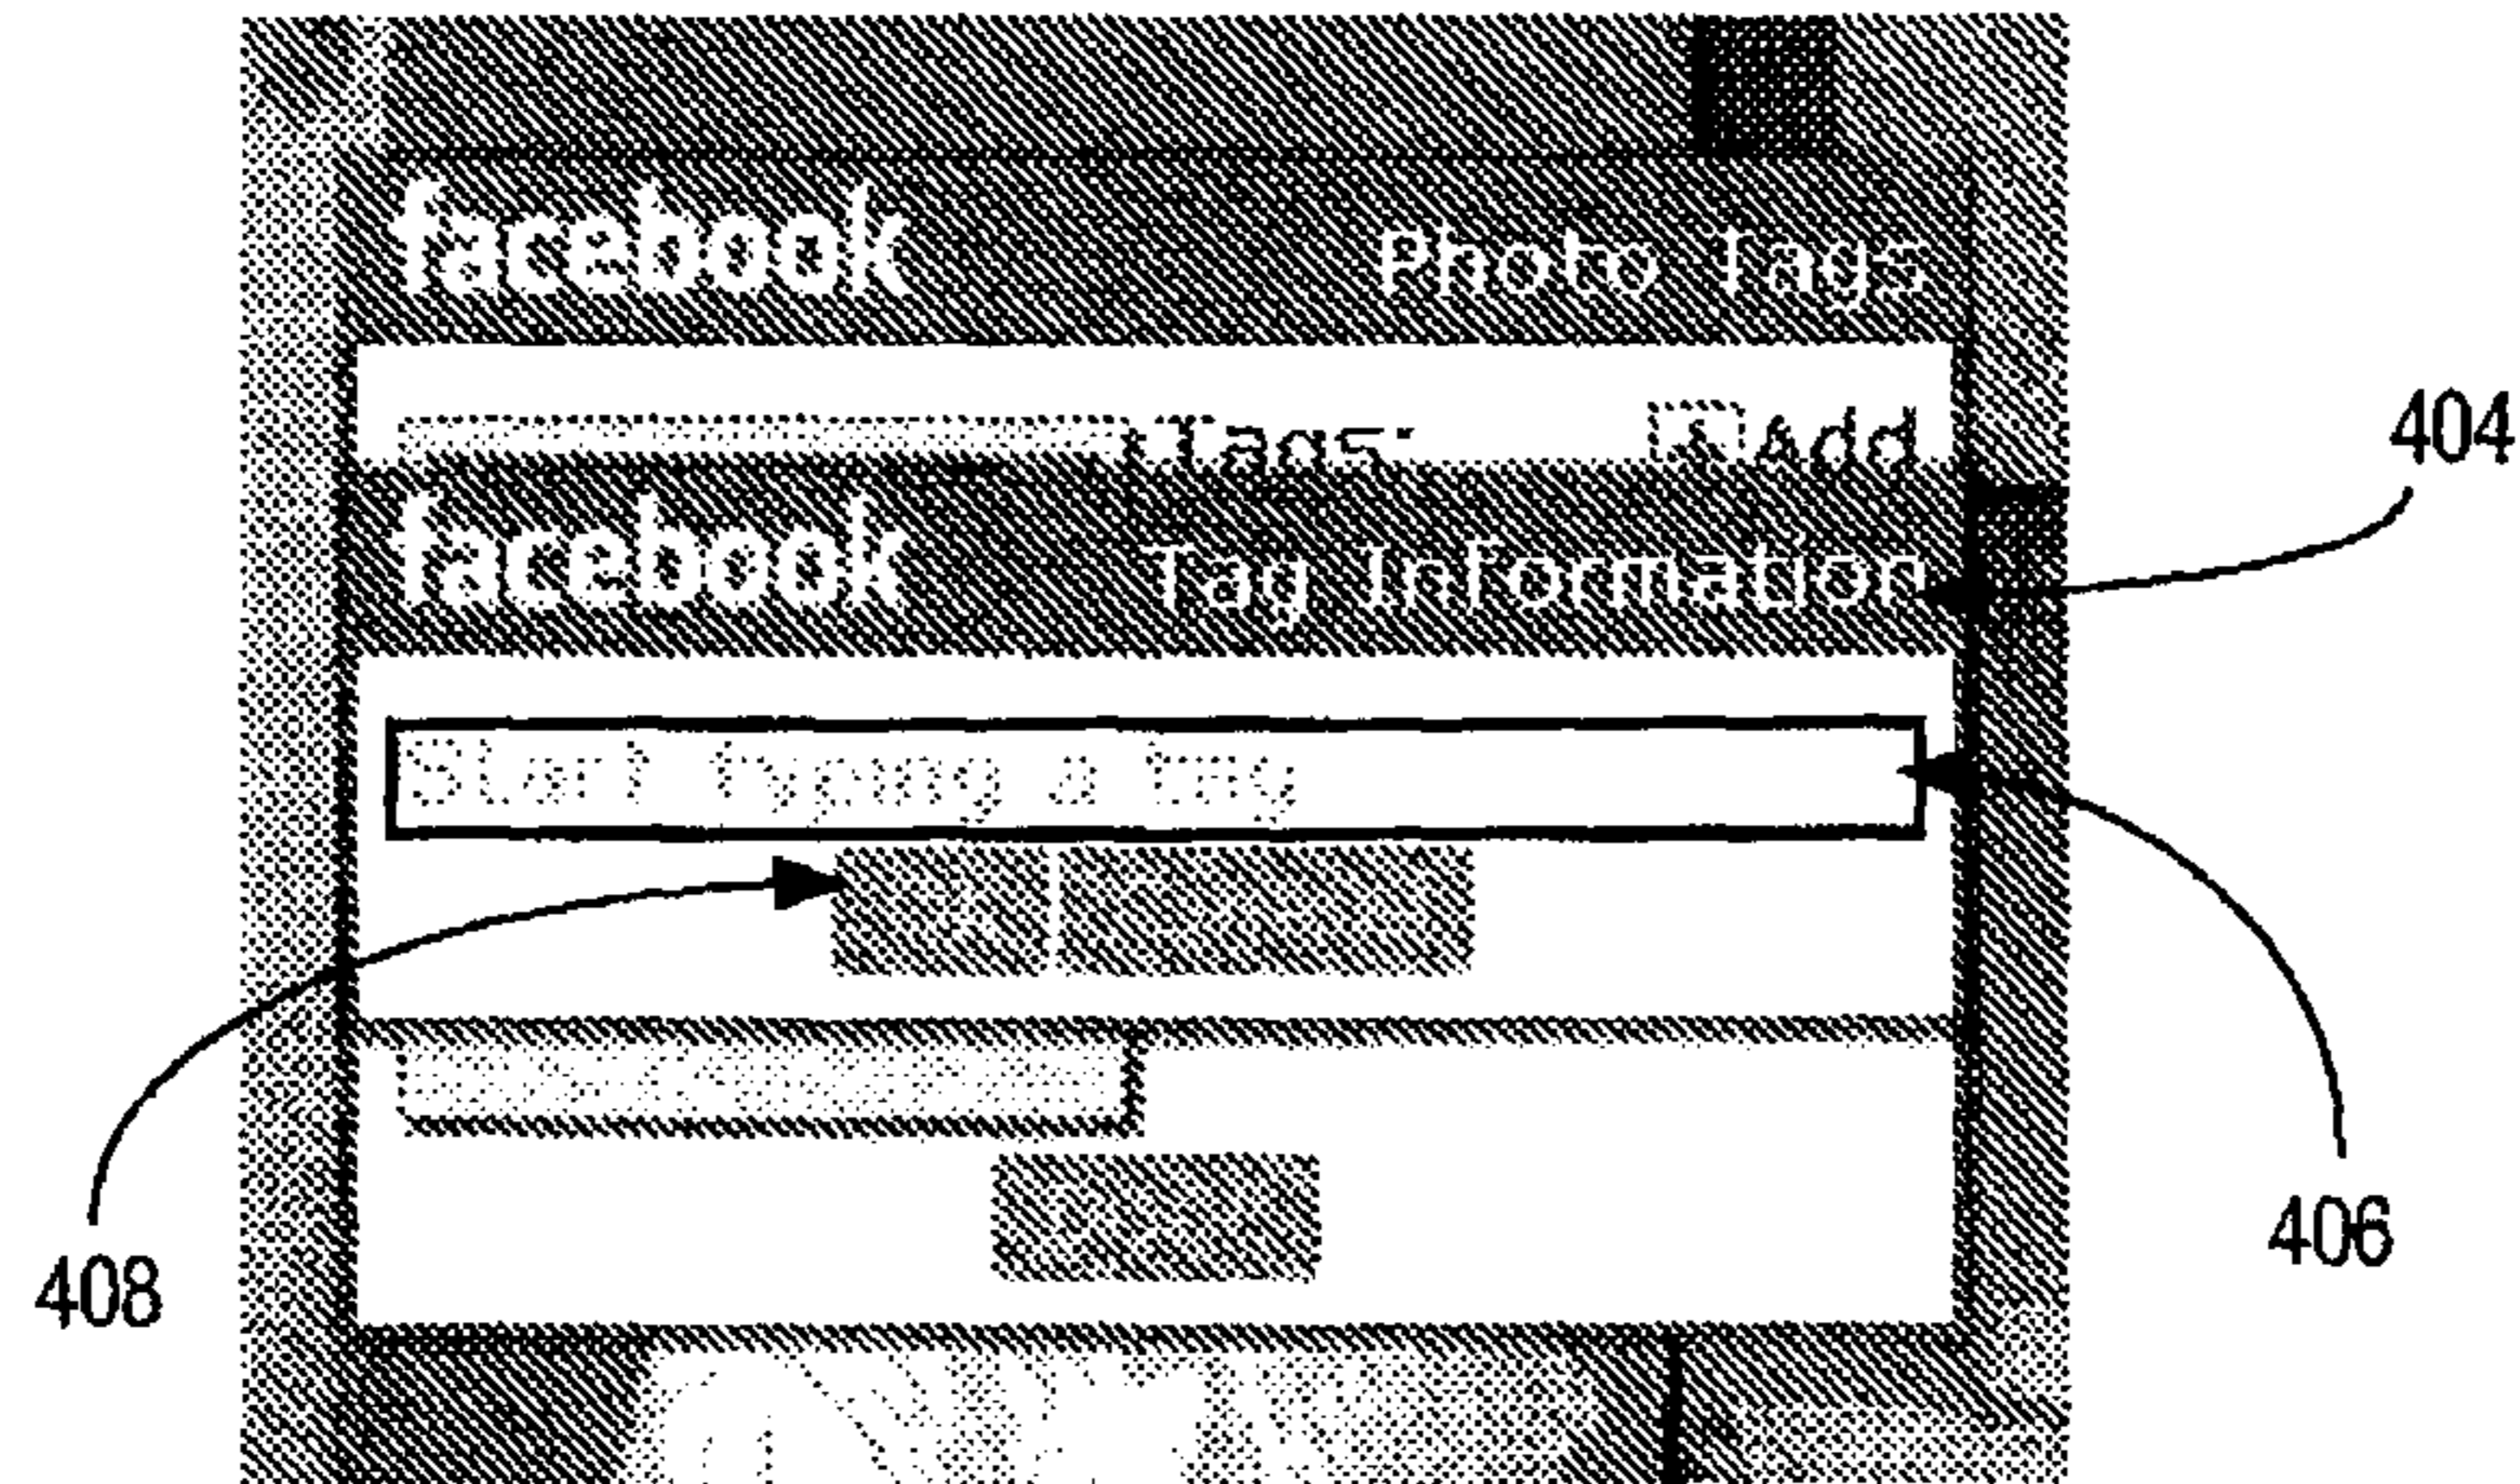 facebook Photo Tags
Tags: Add
404
facebook Tag Information
Start typing a tag
406
408